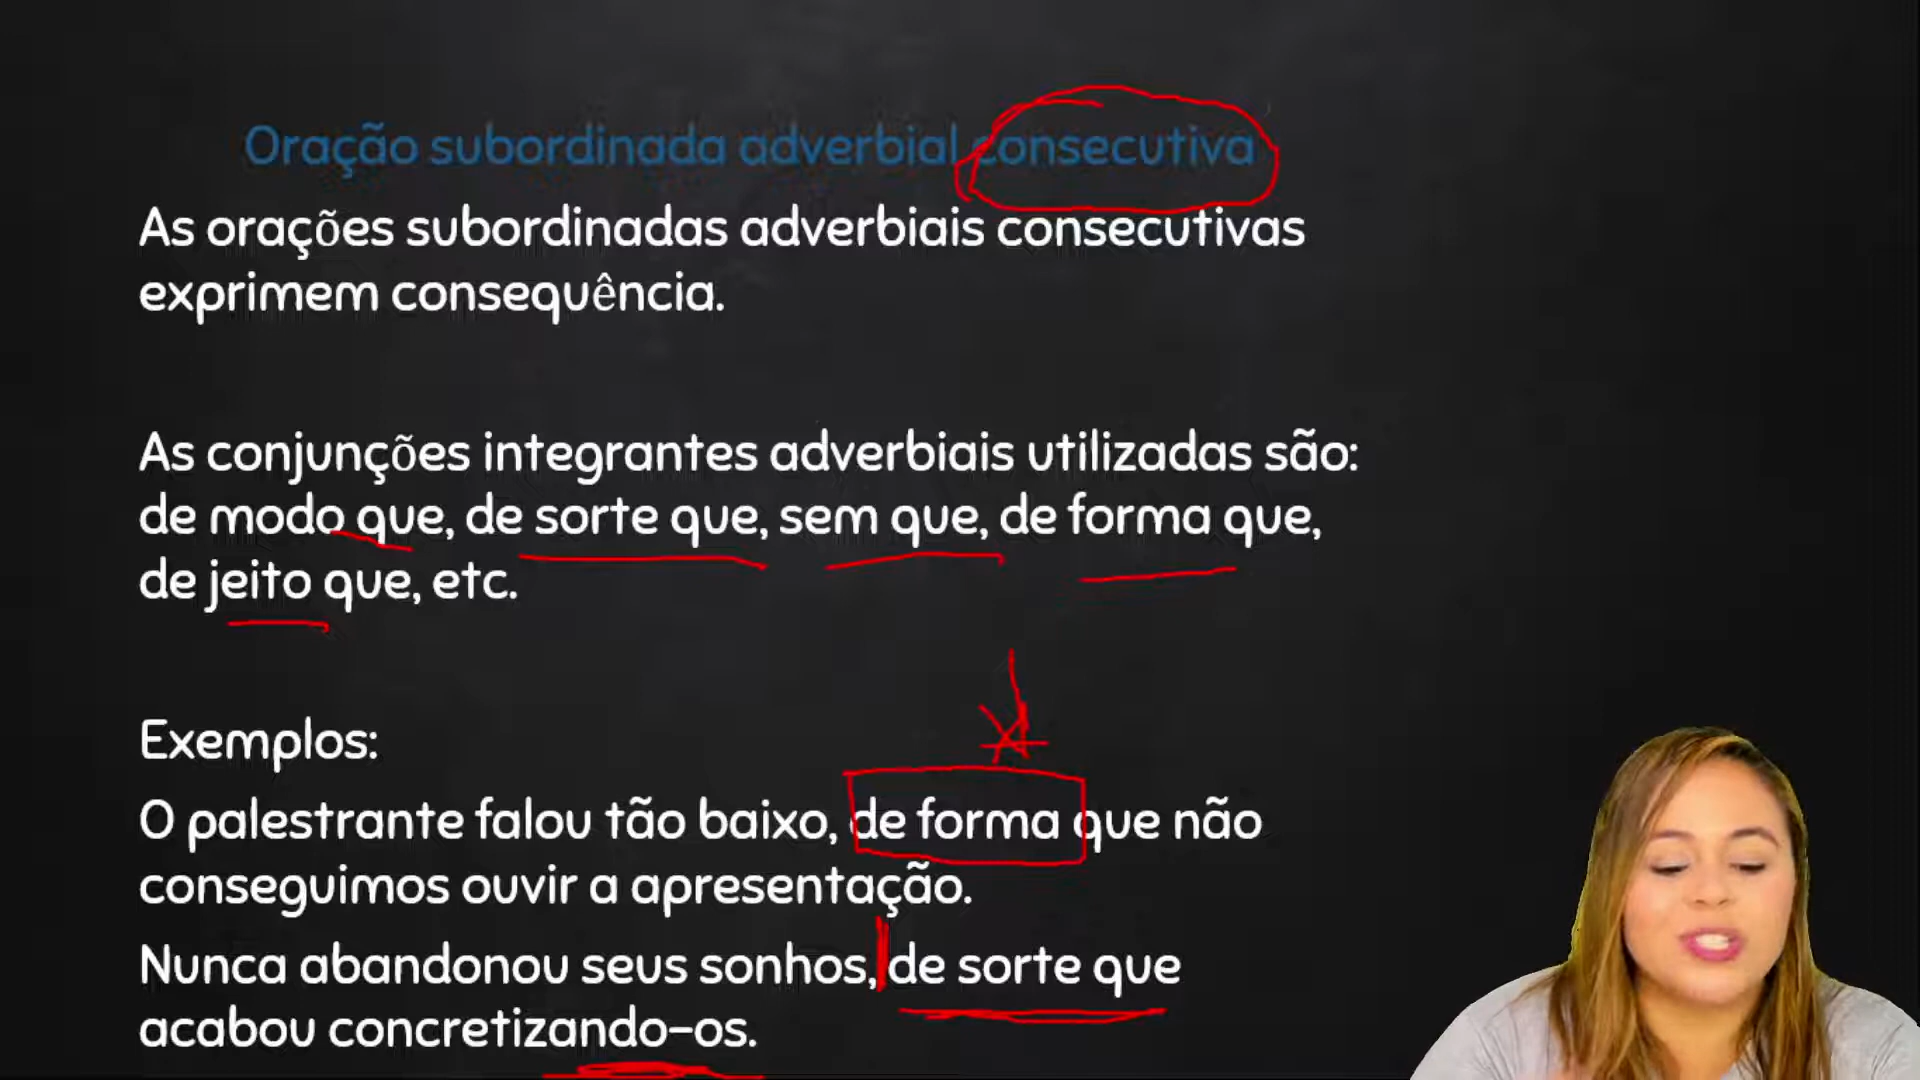 Oração subordinada adverbial consecutiva
As orações subordinadas adverbiais consecutivas
exprimem consequência.
As conjunções integrantes adverbiais utilizadas são:
de modo que, de sorte que, sem que, de forma que,
de jeito que, etc.
Exemplos:
O palestrante falou tão baixo, de forma que não
conseguimos ouvir a apresentação.
Nunca abandonou seus sonhos, de sorte que
acabou concretizando-os.